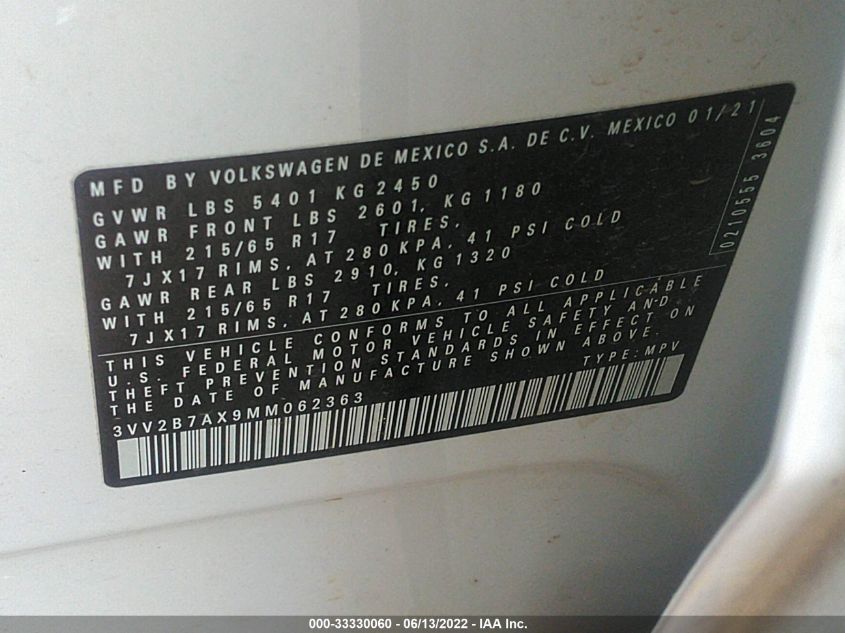 MFD BY VOLKSWAGEN DE MEXICO S.A. DE C.V. MEXICO 01/21
GVWR LBS 5401 KG 2450
GAWR FRONT LBS 2601, KG 1180
WITH 215/65 R17 TIRES,
7JX17 RIMS, AT 280 KPA, 41 PSI COLD
GAWR REAR LBS 2910, KG 1320
WITH 215/65 R17 TIRES,
7JX17 RIMS, AT 280 KPA, 41 PSI COLD
0210555 3604
THIS VEHICLE CONFORMS TO ALL APPLICABLE
U.S. FEDERAL MOTOR VEHICLE SAFETY AND
THEFT PREVENTION STANDARDS IN EFFECT ON
THE DATE OF MANUFACTURE SHOWN ABOVE.
3VV2B7AX9MM062363 TYPE: MPV
000-33330060 - 06/13/2022 - IAA Inc.